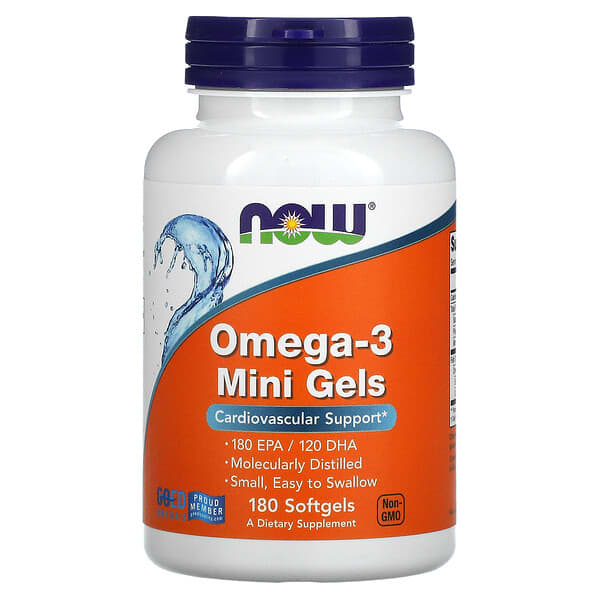 NOW®
Omega-3
Mini Gels
Cardiovascular Support*
• 180 EPA / 120 DHA
• Molecularly Distilled
• Small, Easy to Swallow
180 Softgels
A Dietary Supplement
Non-
GMO
GOED
PROUD
MEMBER